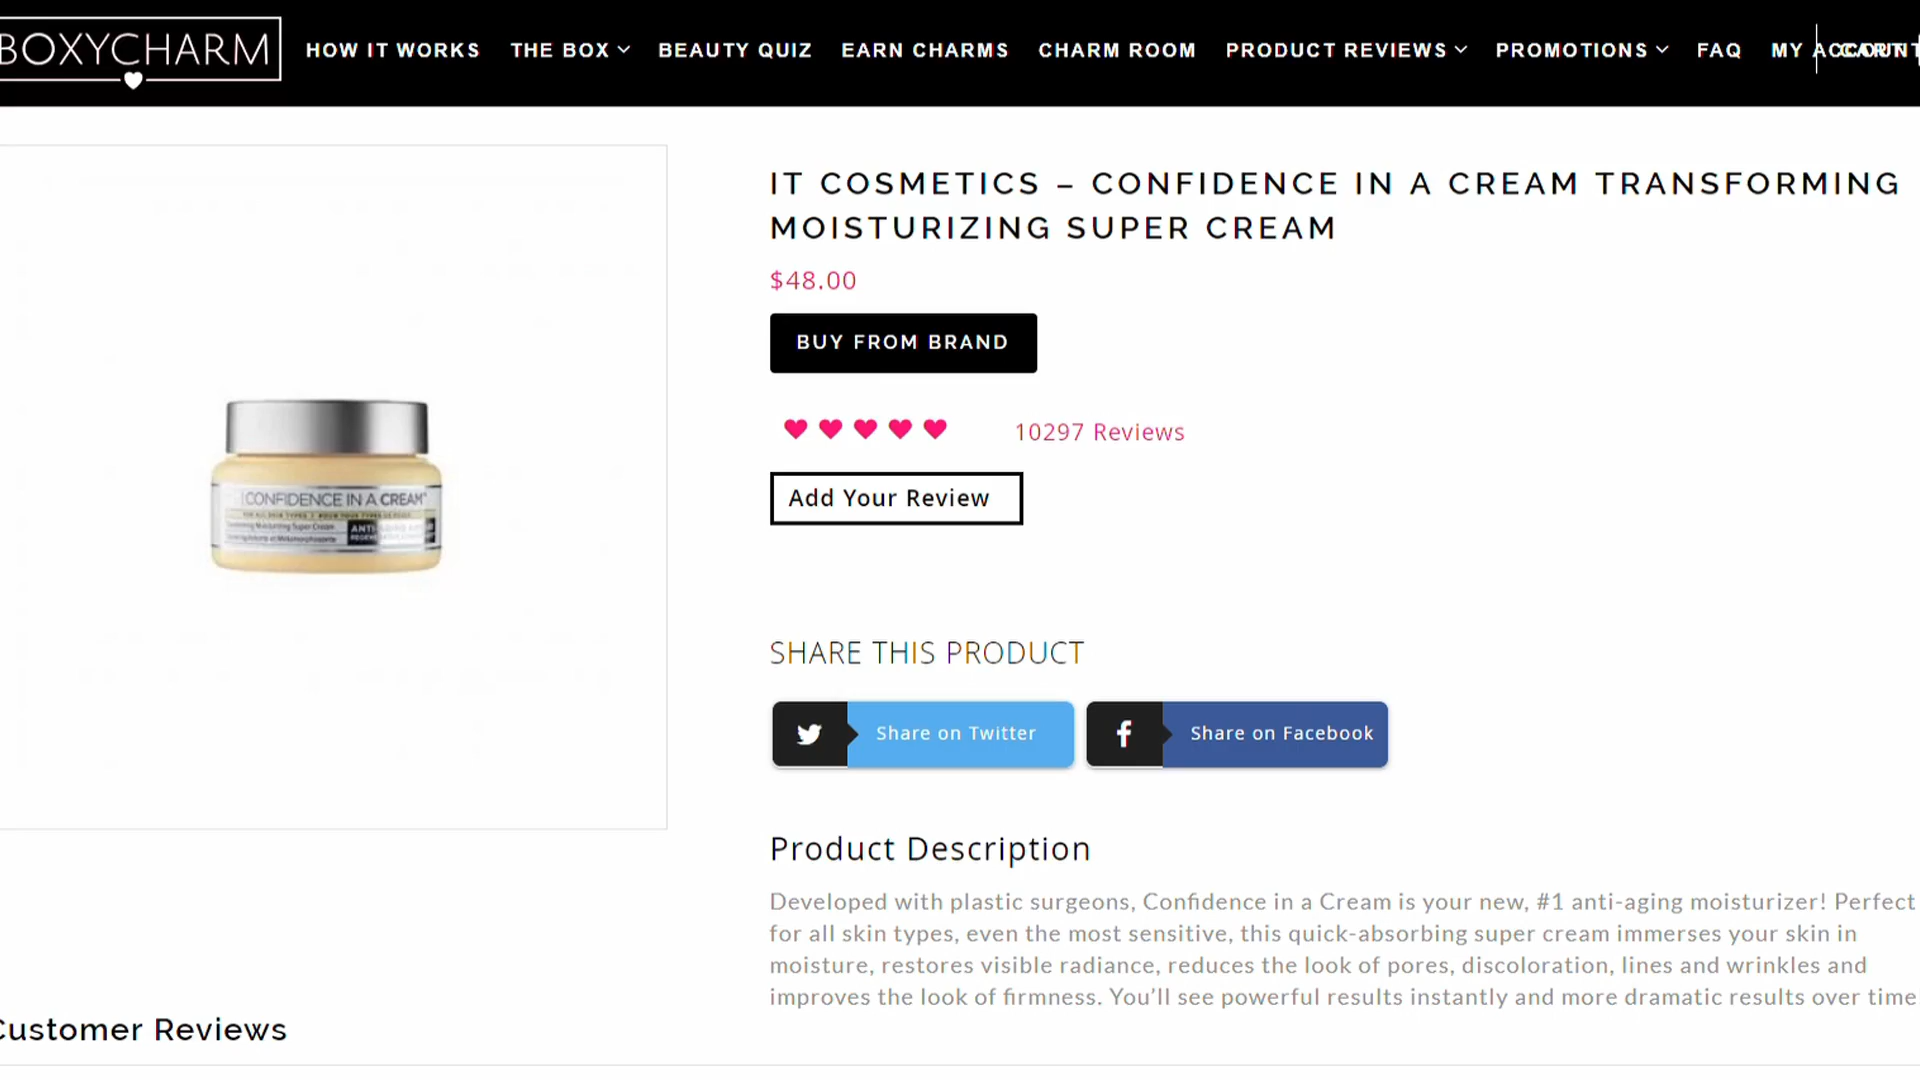 BOXYCHARM
HOW IT WORKS THE BOX BEAUTY QUIZ EARN CHARMS CHARM ROOM PRODUCT REVIEWS PROMOTIONS FAQ MY ACCOUNT CART
IT COSMETICS – CONFIDENCE IN A CREAM TRANSFORMING
MOISTURIZING SUPER CREAM
$48.00
BUY FROM BRAND
10297 Reviews
Add Your Review
CONFIDENCE IN A CREAM
SHARE THIS PRODUCT
Share on Twitter Share on Facebook
Product Description
Developed with plastic surgeons, Confidence in a Cream is your new, #1 anti-aging moisturizer! Perfect
for all skin types, even the most sensitive, this quick-absorbing super cream immerses your skin in
moisture, restores visible radiance, reduces the look of pores, discoloration, lines and wrinkles and
improves the look of firmness. You’ll see powerful results instantly and more dramatic results over time
Customer Reviews